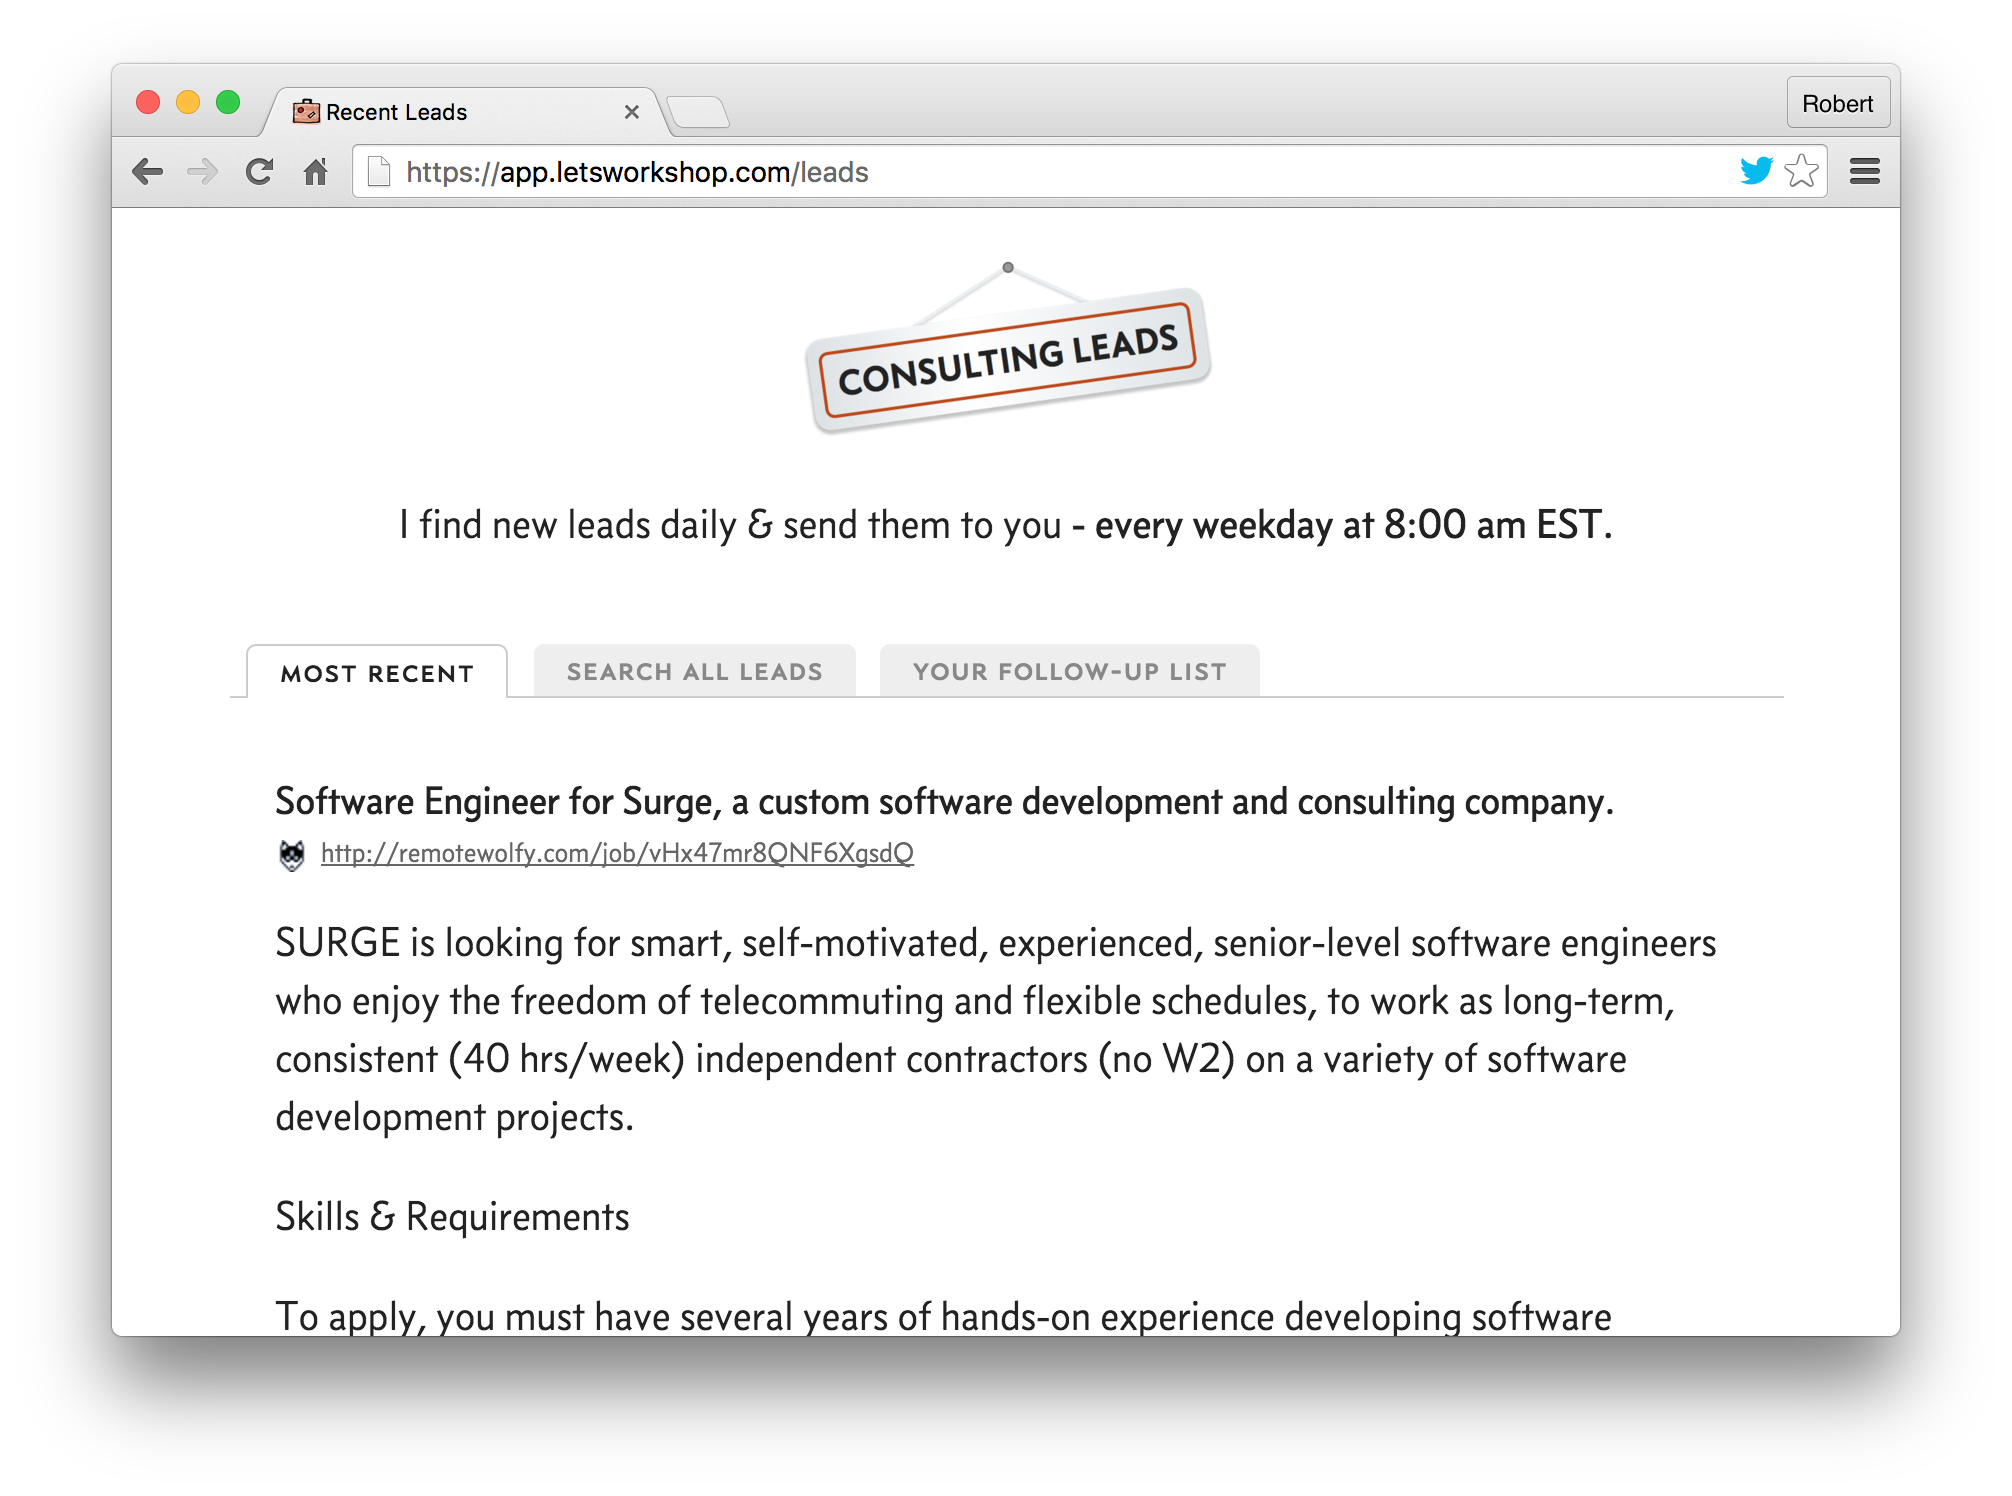 Recent Leads
Robert
https://app.letsworkshop.com/leads
CONSULTING LEADS
I find new leads daily & send them to you - every weekday at 8:00 am EST.
MOST RECENT
SEARCH ALL LEADS
YOUR FOLLOW-UP LIST
Software Engineer for Surge, a custom software development and consulting company.
http://remotewolfy.com/job/vHx47mr8QNF6XgsdQ
SURGE is looking for smart, self-motivated, experienced, senior-level software engineers
who enjoy the freedom of telecommuting and flexible schedules, to work as long-term,
consistent (40 hrs/week) independent contractors (no W2) on a variety of software
development projects.
Skills & Requirements
To apply, you must have several years of hands-on experience developing software